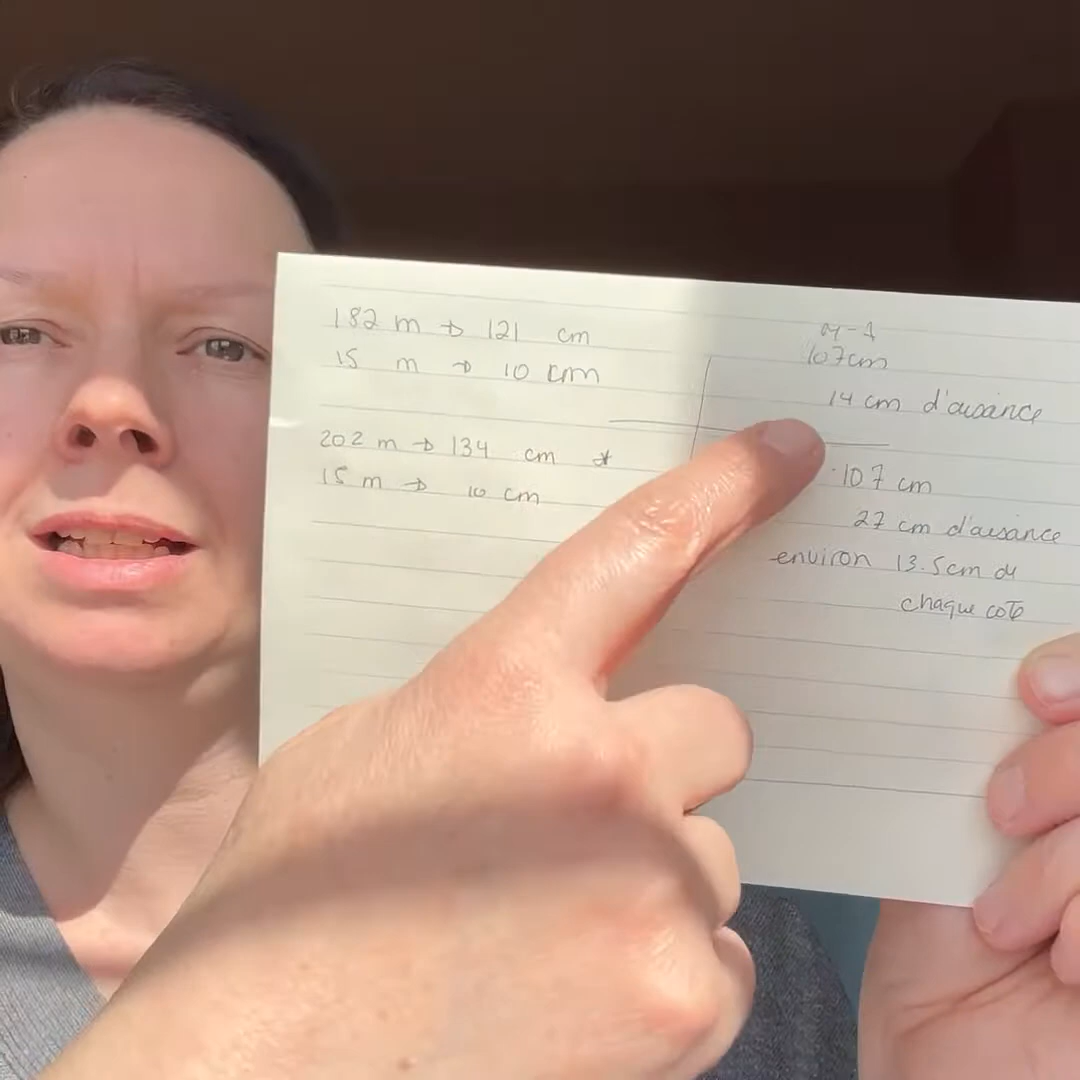 182 m → 121 cm
15 m → 10 cm
202 m → 134 cm *
15 m → 10 cm
107cm
14 cm d'aisance
107 cm
27 cm d'aisance
environ 13.5cm de
chaque coté